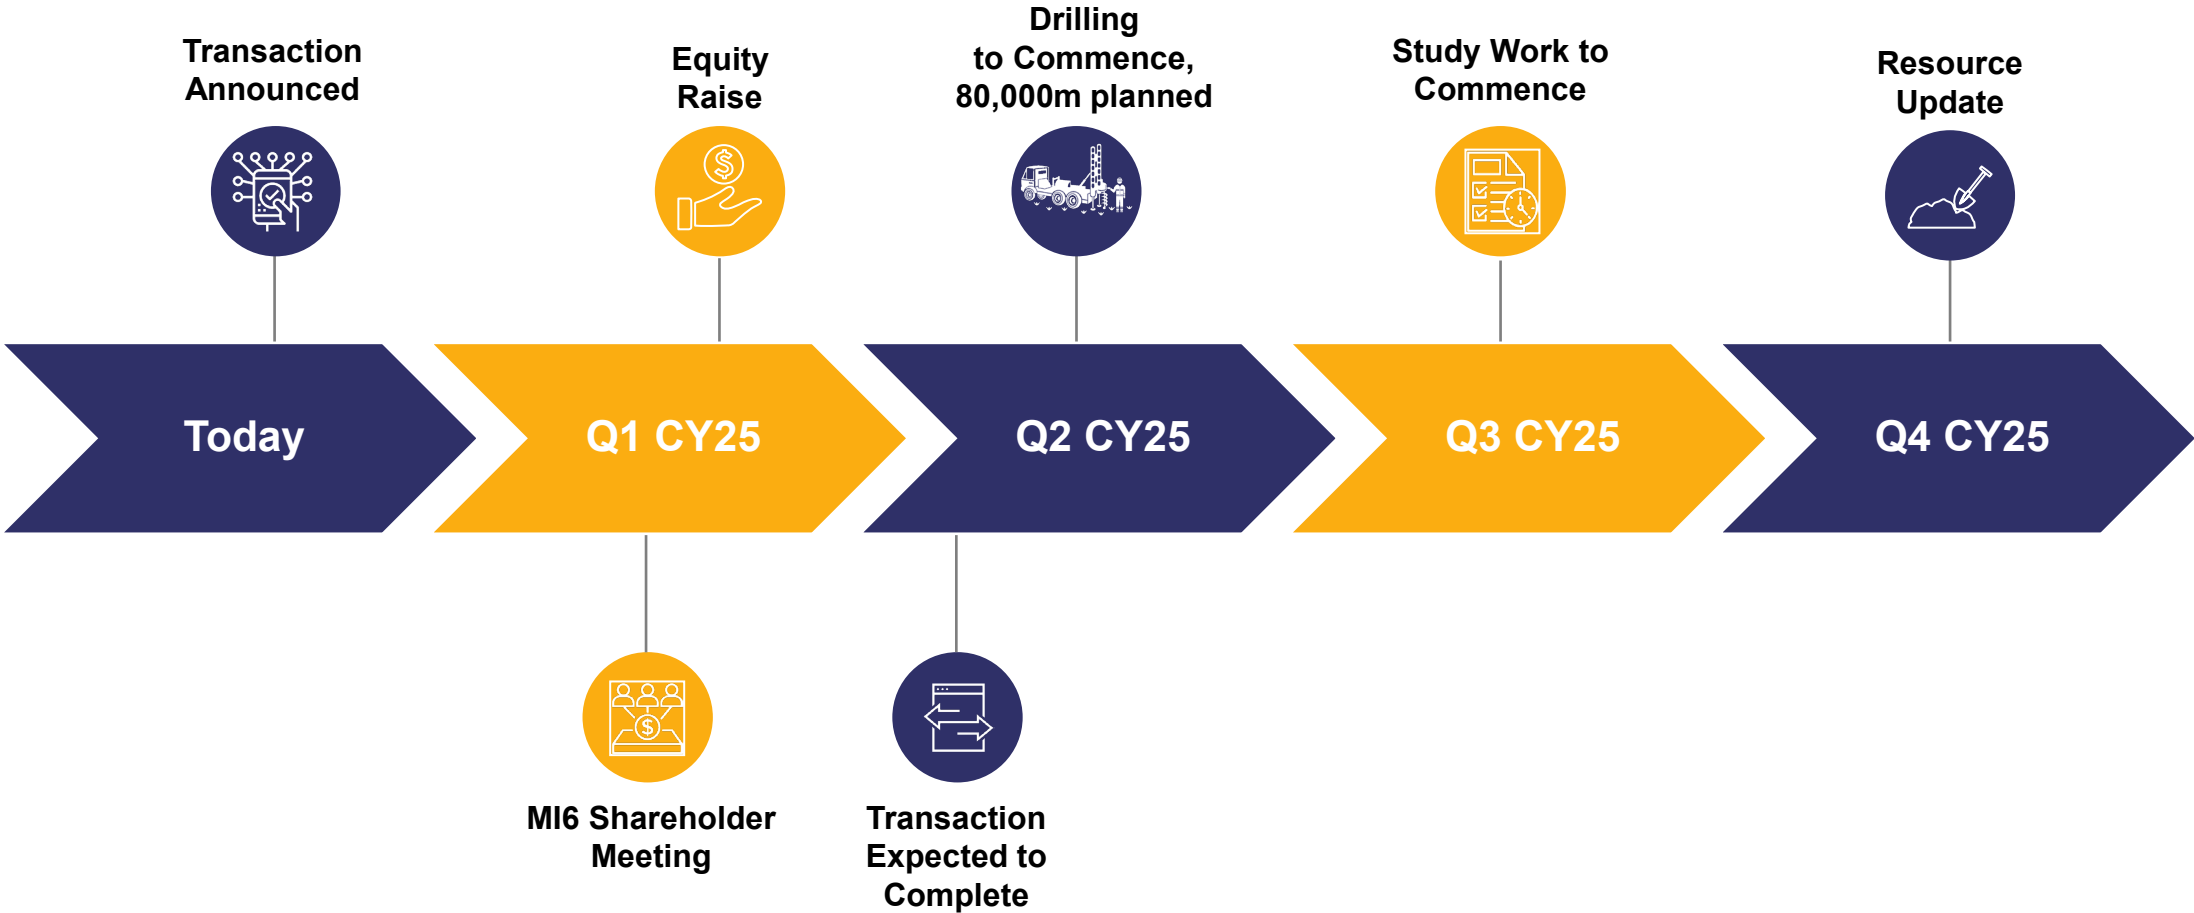 Transaction
Announced
Equity
Raise
Drilling
to Commence,
80,000m planned
Study Work to
Commence
Resource
Update
Today
Q1 CY25
Q2 CY25
Q3 CY25
Q4 CY25
MI6 Shareholder
Meeting
Transaction
Expected to
Complete